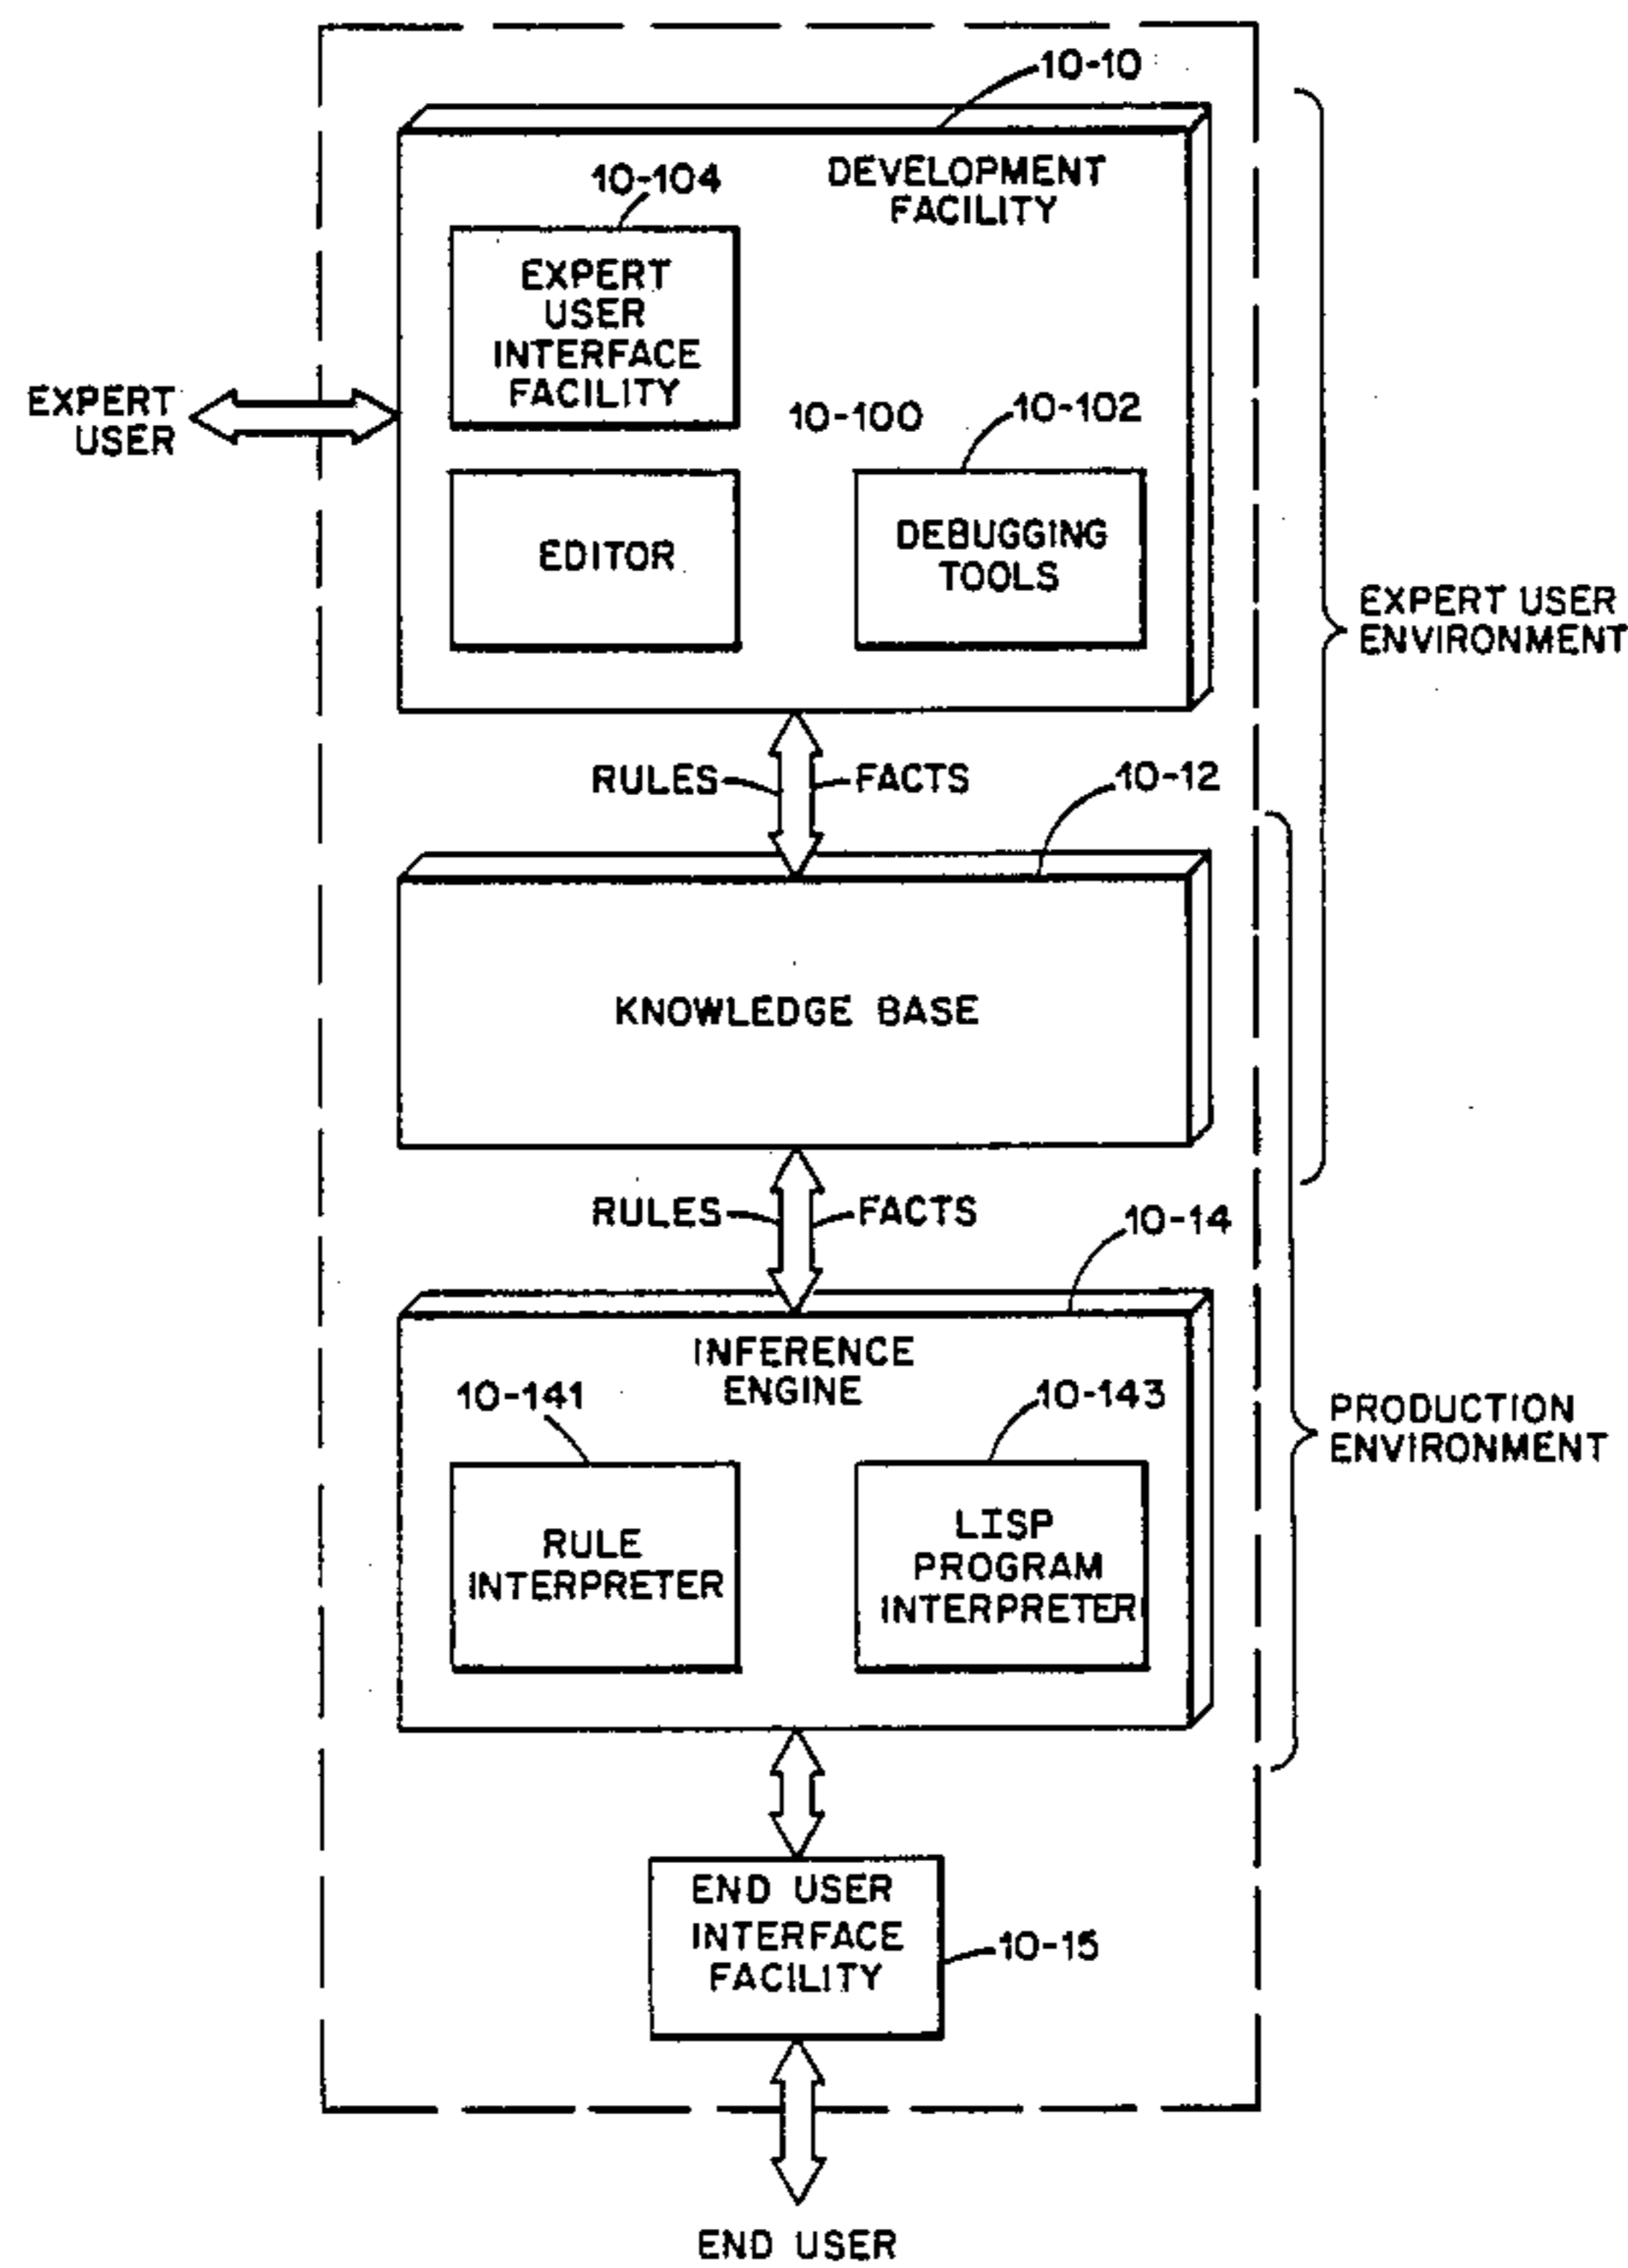 10-10
DEVELOPMENT
FACILITY
10-104
EXPERT
USER
INTERFACE
FACILITY
EXPERT
USER
10-100
10-102
EDITOR
DEBUGGING
TOOLS
EXPERT USER
ENVIRONMENT
RULES
FACTS
10-12
KNOWLEDGE BASE
RULES
FACTS
10-14
INFERENCE
ENGINE
10-141
10-143
RULE
INTERPRETER
LISP
PROGRAM
INTERPRETER
PRODUCTION
ENVIRONMENT
END USER
INTERFACE
FACILITY
10-15
END USER